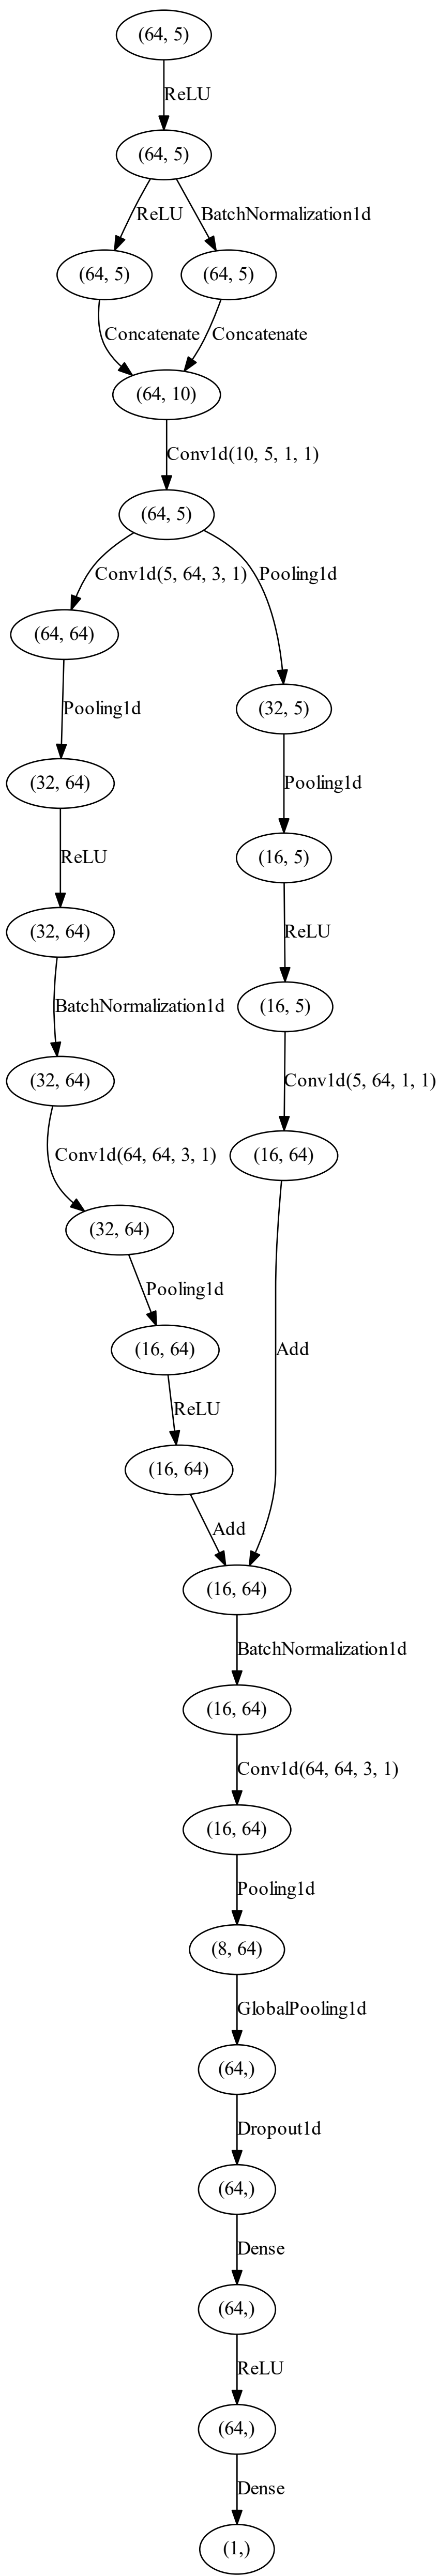 (64, 5)
ReLU
(64, 5)
ReLU BatchNormalization1d
(64, 5) (64, 5)
Concatenate Concatenate
(64, 10)
Conv1d(10, 5, 1, 1)
(64, 5)
Conv1d(5, 64, 3, 1) Pooling1d
(64, 64)
Pooling1d (32, 5)
(32, 64) Pooling1d
ReLU (16, 5)
(32, 64) ReLU
BatchNormalization1d (16, 5)
(32, 64) Conv1d(5, 64, 1, 1)
Conv1d(64, 64, 3, 1) (16, 64)
(32, 64)
Pooling1d
(16, 64) Add
ReLU
(16, 64)
Add
(16, 64)
BatchNormalization1d
(16, 64)
Conv1d(64, 64, 3, 1)
(16, 64)
Pooling1d
(8, 64)
GlobalPooling1d
(64,)
Dropout1d
(64,)
Dense
(64,)
ReLU
(64,)
Dense
(1,)